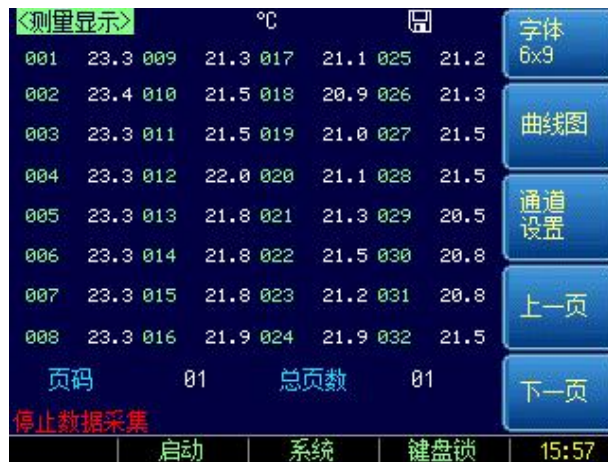 <测量显示> °C
001 23.3 009 21.3 017 21.1 025 21.2
002 23.4 010 21.5 018 20.9 026 21.3
003 23.3 011 21.5 019 21.0 027 21.5
004 23.3 012 22.0 020 21.1 028 21.5
005 23.3 013 21.8 021 21.3 029 20.5
006 23.3 014 21.8 022 21.5 030 20.8
007 23.3 015 21.8 023 21.2 031 20.8
008 23.3 016 21.9 024 21.9 032 21.5
页码 01 总页数 01
停止数据采集
字体
6x9
曲线图
通道
设置
上一页
下一页
启动 系统 键盘锁 15:57